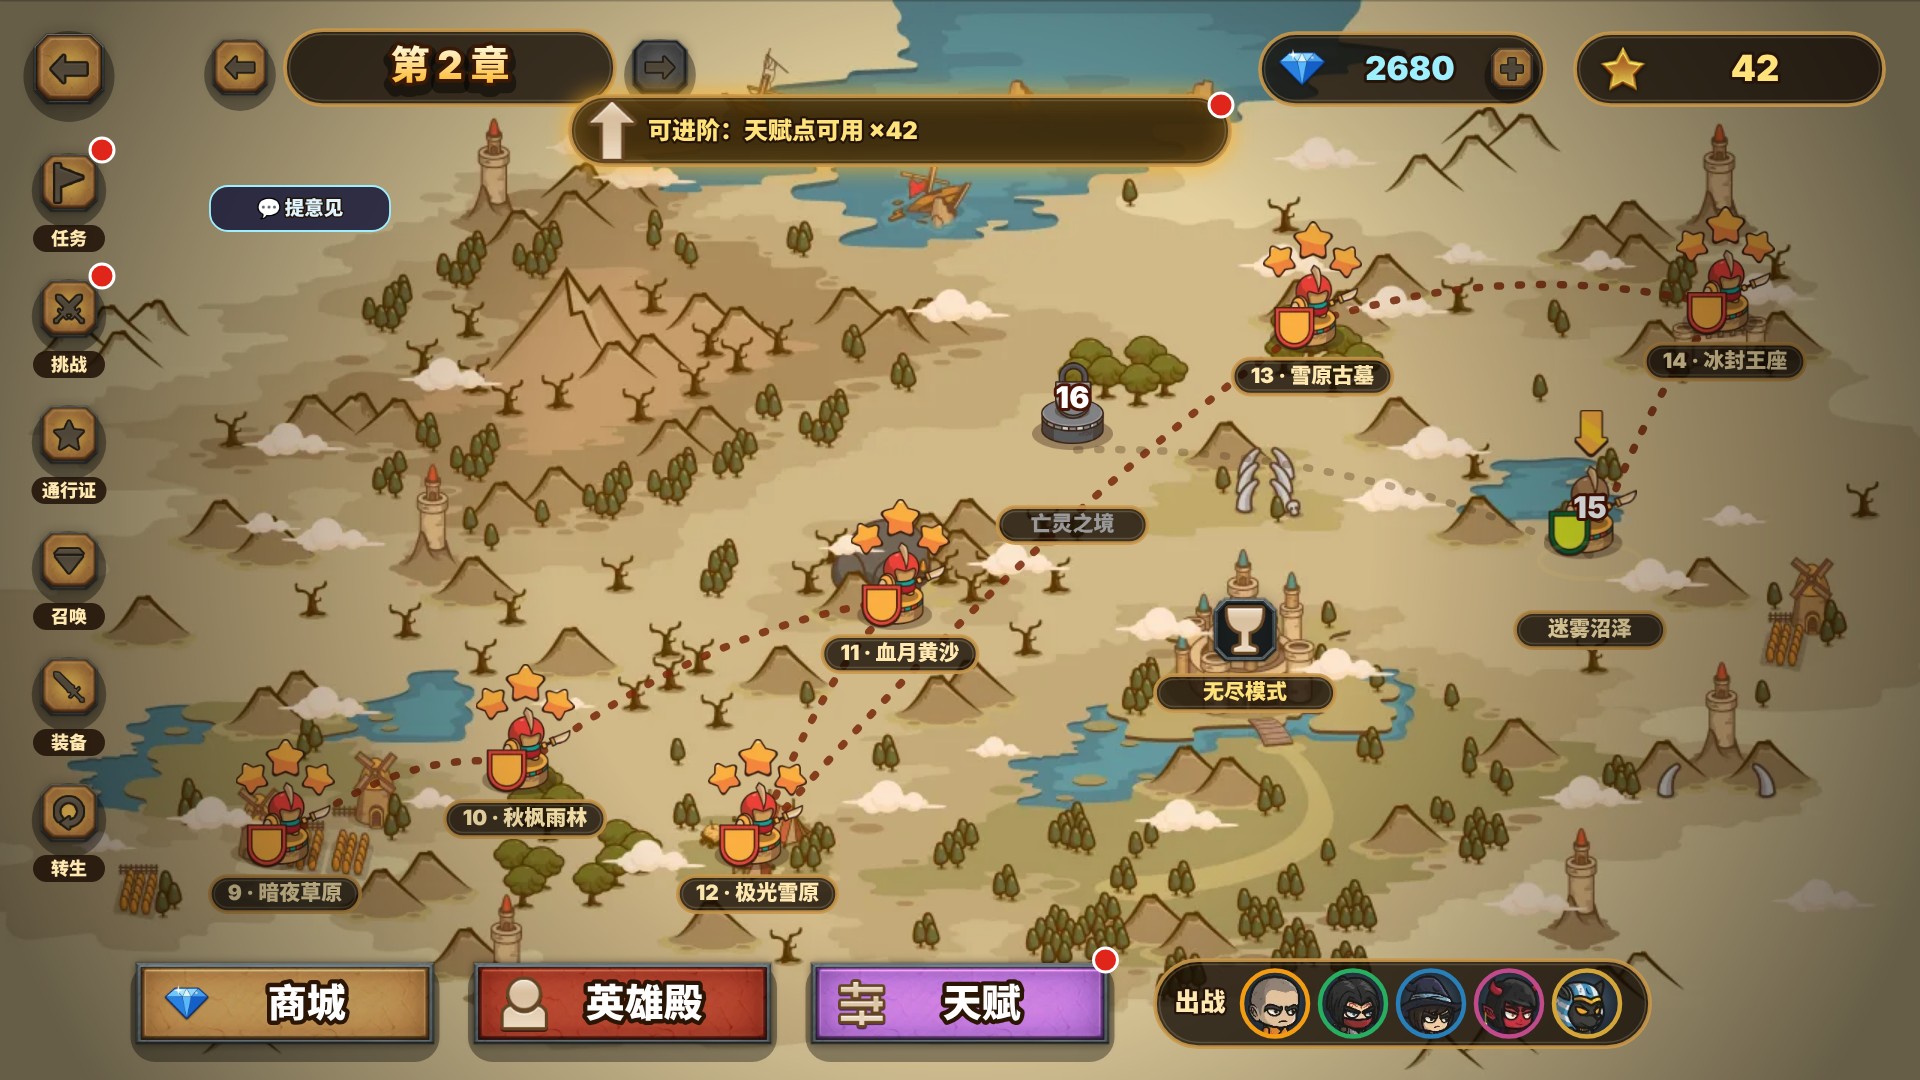 第2章
2680
42
可进阶：天赋点可用 ×42
提意见
任务
挑战
通行证
召唤
装备
转生
13·雪原古墓
14·冰封王座
16
15
亡灵之境
迷雾沼泽
11·血月黄沙
无尽模式
10·秋枫雨林
9·暗夜草原
12·极光雪原
商城
英雄殿
天赋
出战